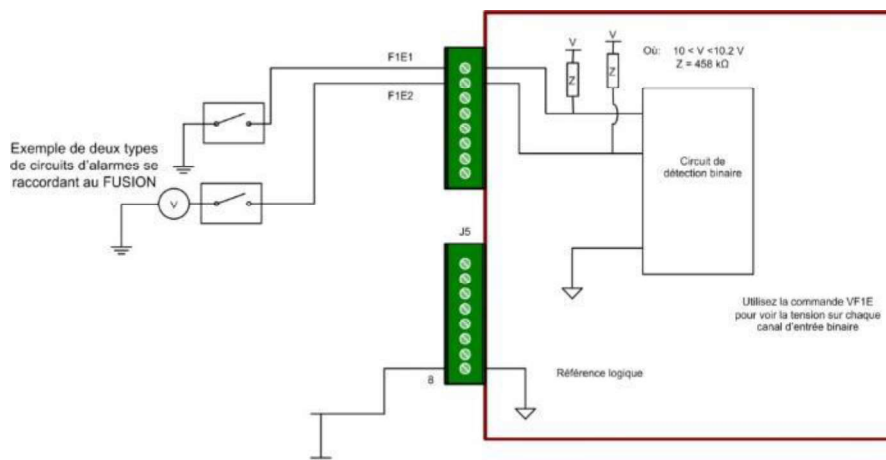 F1E1
F1E2
Exemple de deux types
de circuits d'alarmes se
raccordant au FUSION
V
J5
8
V
V
Z
Z
Où: 10 < V <10.2 V
Z = 458 kΩ
Circuit de
détection binaire
Utilisez la commande VF1E
pour voir la tension sur chaque
canal d'entrée binaire
Référence logique